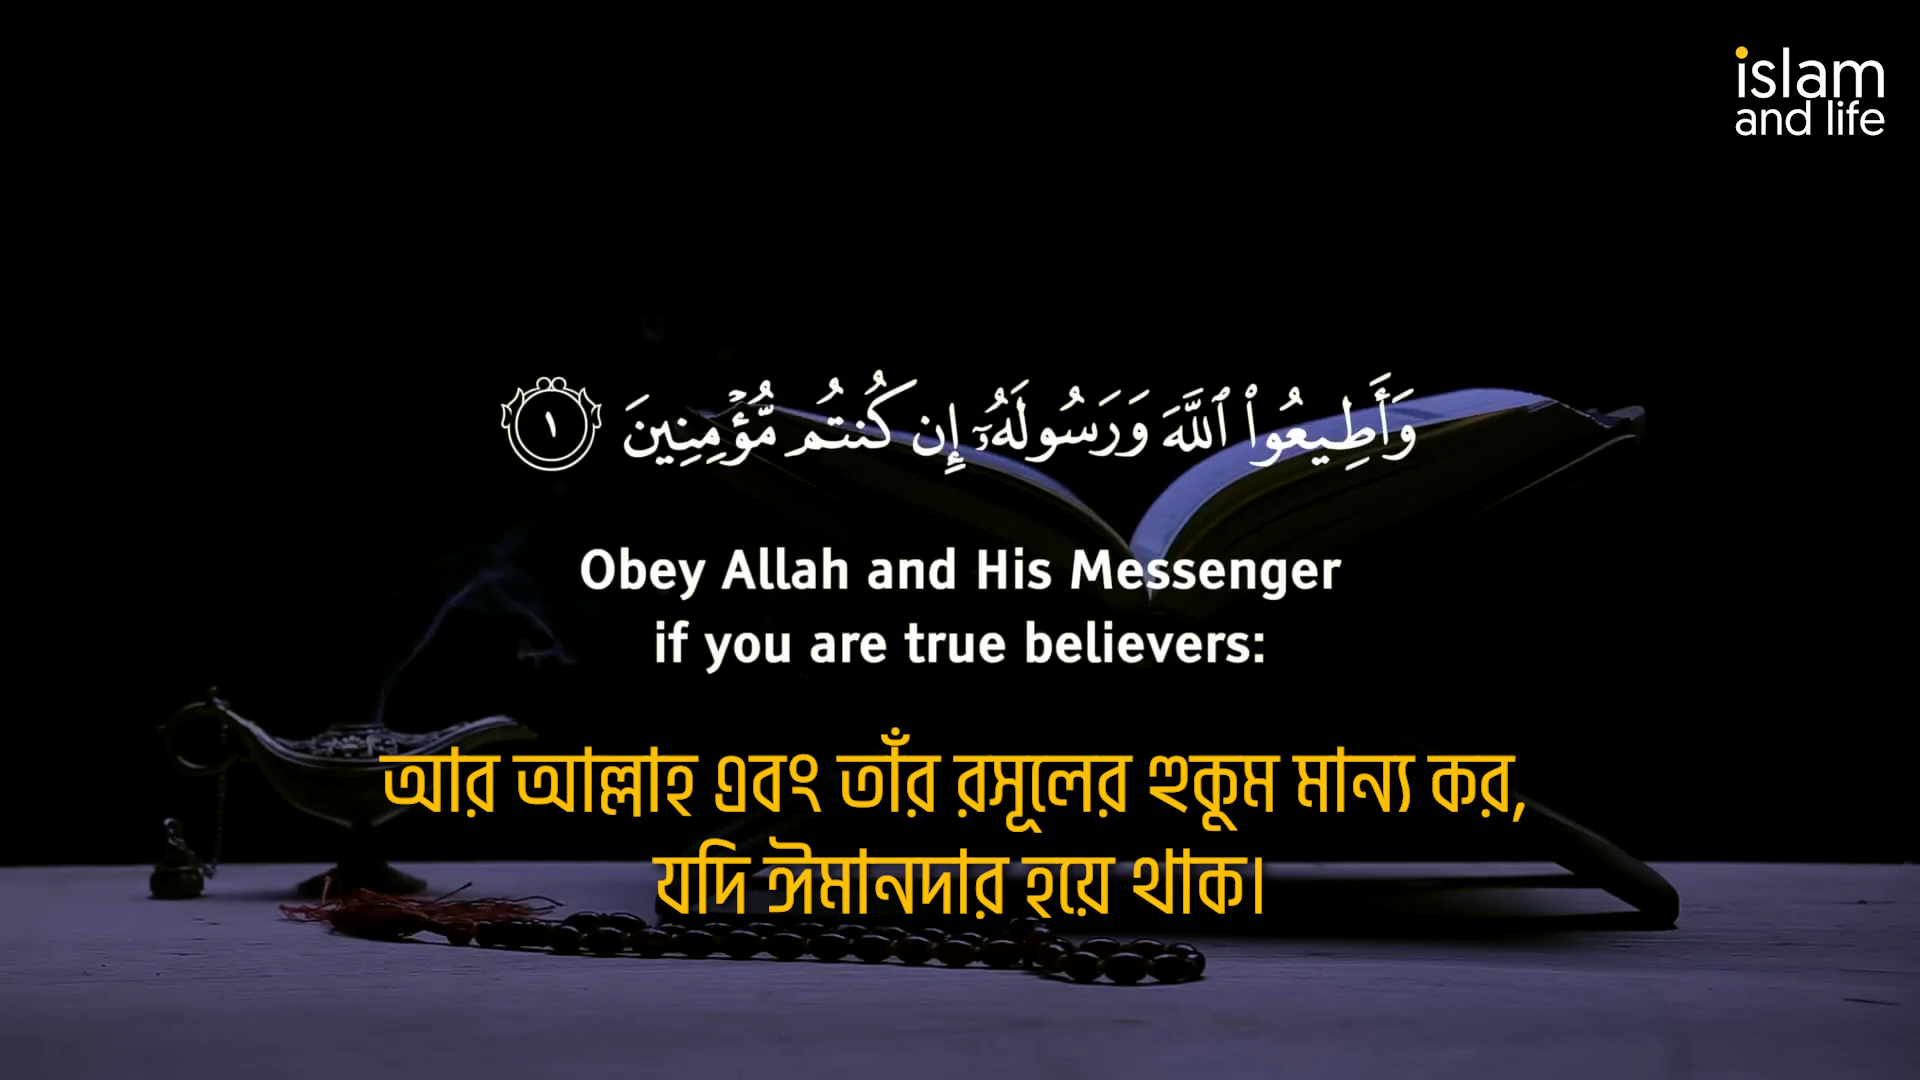 islam
and life
وَأَطِيعُوا۟ ٱللَّهَ وَرَسُولَهُۥٓ إِن كُنتُم مُّؤْمِنِينَ ١
Obey Allah and His Messenger
if you are true believers:
আর আল্লাহ এবং তাঁর রসূলের হুকুম মান্য কর,
যদি ঈমানদার হয়ে থাক।